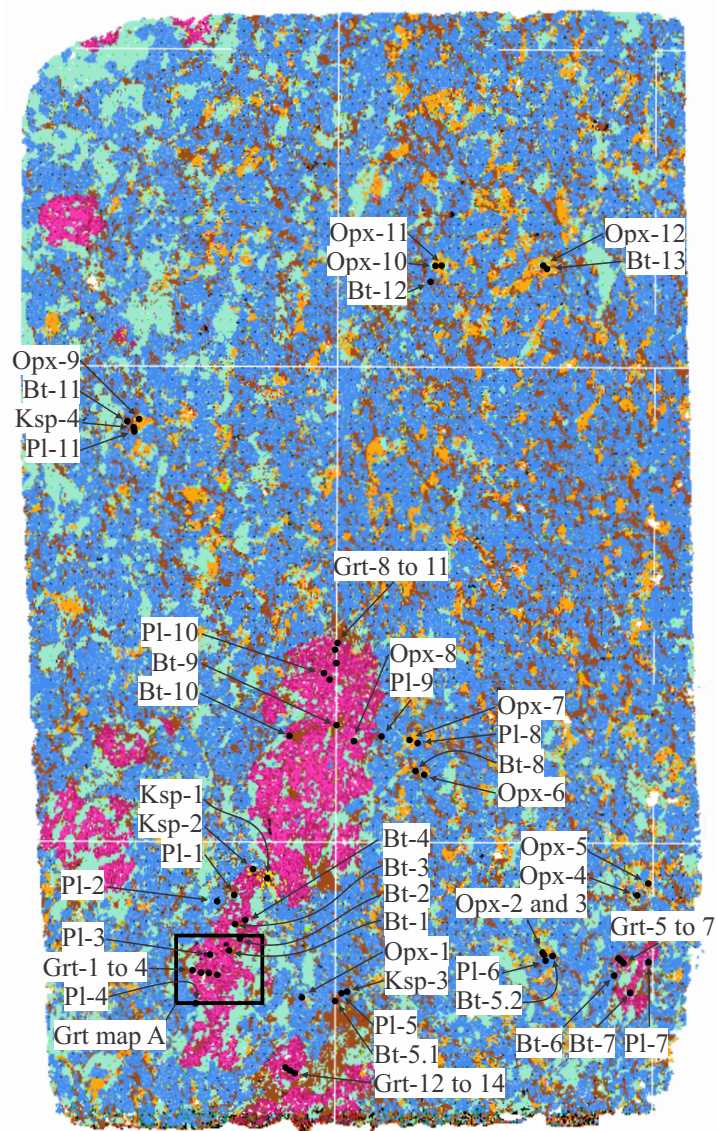 Opx-11
Opx-10
Bt-12
Opx-12
Bt-13
Opx-9
Bt-11
Ksp-4
Pl-11
Grt-8 to 11
Pl-10
Bt-9
Bt-10
Opx-8
Pl-9
Opx-7
Pl-8
Bt-8
Opx-6
Ksp-1
Ksp-2
Pl-1
Pl-2
Bt-4
Bt-3
Bt-2
Bt-1
Opx-5
Opx-4
Opx-2 and 3
Pl-3
Grt-1 to 4
Pl-4
Grt map A
Opx-1
Ksp-3
Pl-5
Bt-5.1
Grt-12 to 14
Pl-6
Bt-5.2
Grt-5 to 7
Bt-6
Bt-7
Pl-7